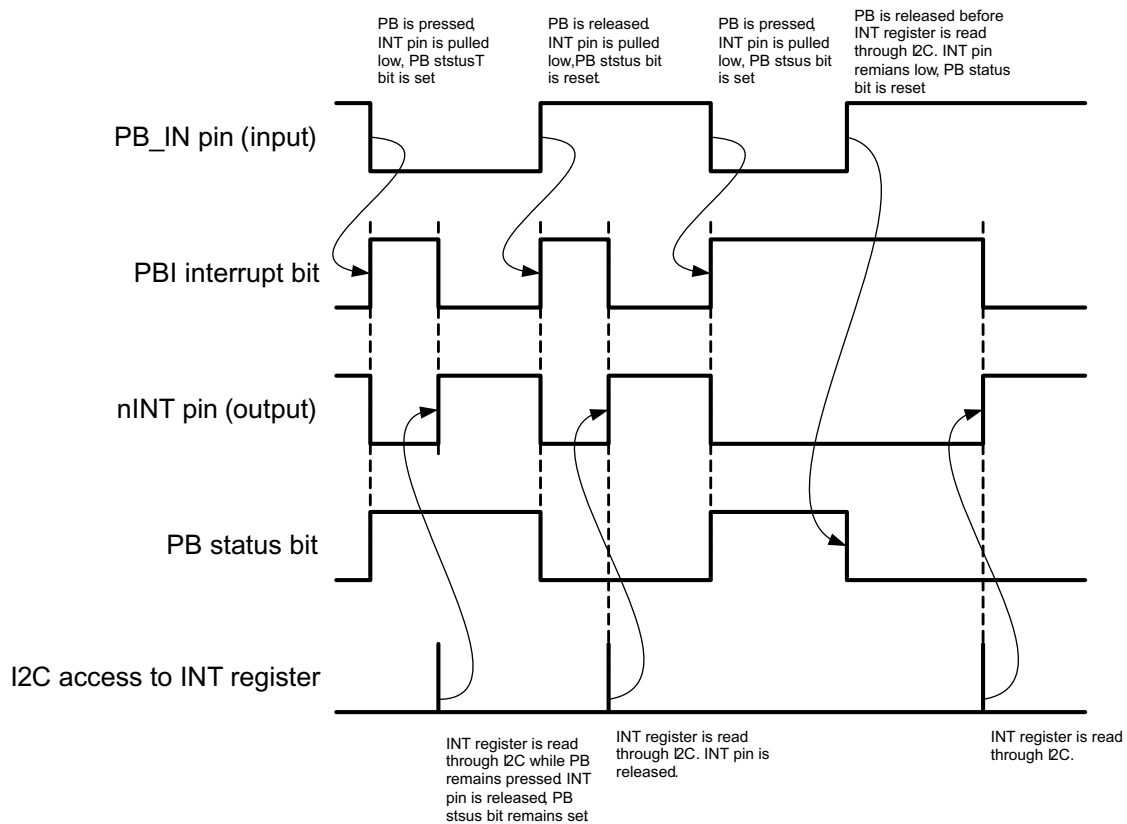 PB is pressed,
INT pin is pulled
low, PB ststusT
bit is set
PB is released.
INT pin is pulled
low,PB ststus bit
is reset.
PB is pressed,
INT pin is pulled
low, PB stsus bit
is set
PB is released before
INT register is read
through I2C. INT pin
remians low, PB status
bit is reset
PB_IN pin (input)
PBI interrupt bit
nINT pin (output)
PB status bit
I2C access to INT register
INT register is read
through I2C while PB
remains pressed. INT
pin is released, PB
stsus bit remains set
INT register is read
through I2C. INT pin is
released.
INT register is read
through I2C.